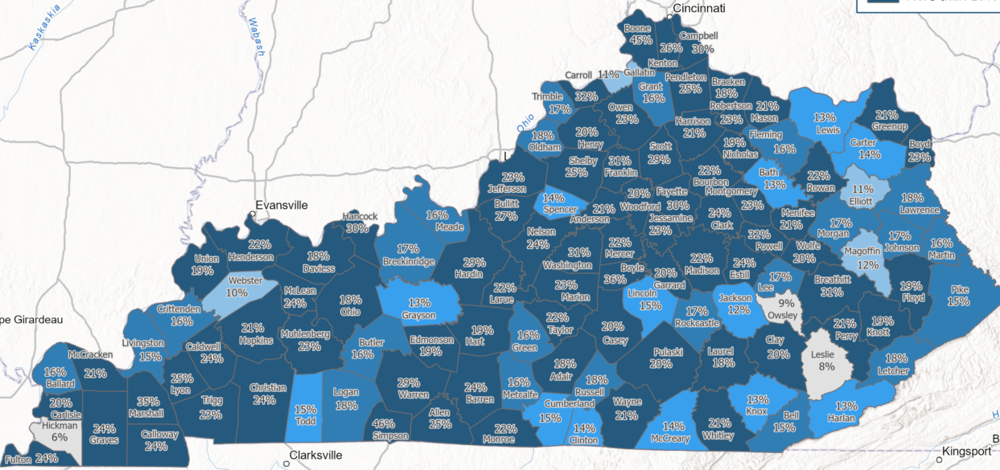 Kaskaskia
Wabash
Cincinnati
Boone
45%
Campbell
30%
26%
Kenton
Carroll
32%
11%
Gallatin
Grant
16%
Pendleton
25%
Bracken
18%
Robertson
23%
21%
Mason
Trimble
17%
Owen
23%
Harrison
21%
Fleming
16%
13%
Lewis
21%
Greenup
Ohio
18%
Oldham
20%
Henry
19%
Nicholas
Carter
14%
Boyd
23%
L
Shelby
25%
31%
Franklin
Scott
29%
22%
Bourbon
Bath
13%
22%
Rowan
11%
Elliott
18%
Lawrence
23%
Jefferson
14%
Spencer
20%
Woodford
Fayette
30%
Montgomery
23%
Bullitt
27%
21%
Anderson
Jessamine
23%
24%
Clark
Menifee
21%
17%
Morgan
17%
Johnson
16%
Martin
Evansville
Hancock
30%
16%
Meade
Nelson
24%
22%
Mercer
32%
Powell
Wolfe
20%
Magoffin
12%
Union
19%
22%
Henderson
18%
Daviess
17%
Breckinridge
29%
Hardin
31%
Washington
Boyle
36%
20%
Garrard
22%
Madison
24%
Estill
17%
Lee
Breathitt
31%
19%
Floyd
Pike
15%
Webster
10%
McLean
24%
18%
Ohio
13%
Grayson
22%
Larue
23%
Marion
Lincoln
15%
17%
Rockcastle
Jackson
12%
9%
Owsley
Crittenden
16%
21%
Hopkins
Muhlenberg
23%
Butler
16%
Edmonson
19%
19%
Hart
16%
Green
22%
Taylor
20%
Casey
21%
Perry
19%
Knott
pe Girardeau
Livingston
15%
Caldwell
24%
Pulaski
20%
Laurel
18%
Clay
20%
Leslie
8%
18%
Letcher
McCracken
21%
16%
Ballard
25%
Lyon
Christian
24%
Logan
18%
29%
Warren
24%
Barren
16%
Metcalfe
18%
Adair
18%
Russell
20%
Carlisle
35%
Marshall
Trigg
23%
15%
Todd
46%
Simpson
Allen
25%
22%
Monroe
Cumberland
15%
14%
Clinton
Wayne
21%
14%
McCreary
21%
Whitley
13%
Knox
Bell
15%
13%
Harlan
Hickman
6%
24%
Graves
Calloway
24%
Fulton
24%
Clarksville
Kingsport
H
B